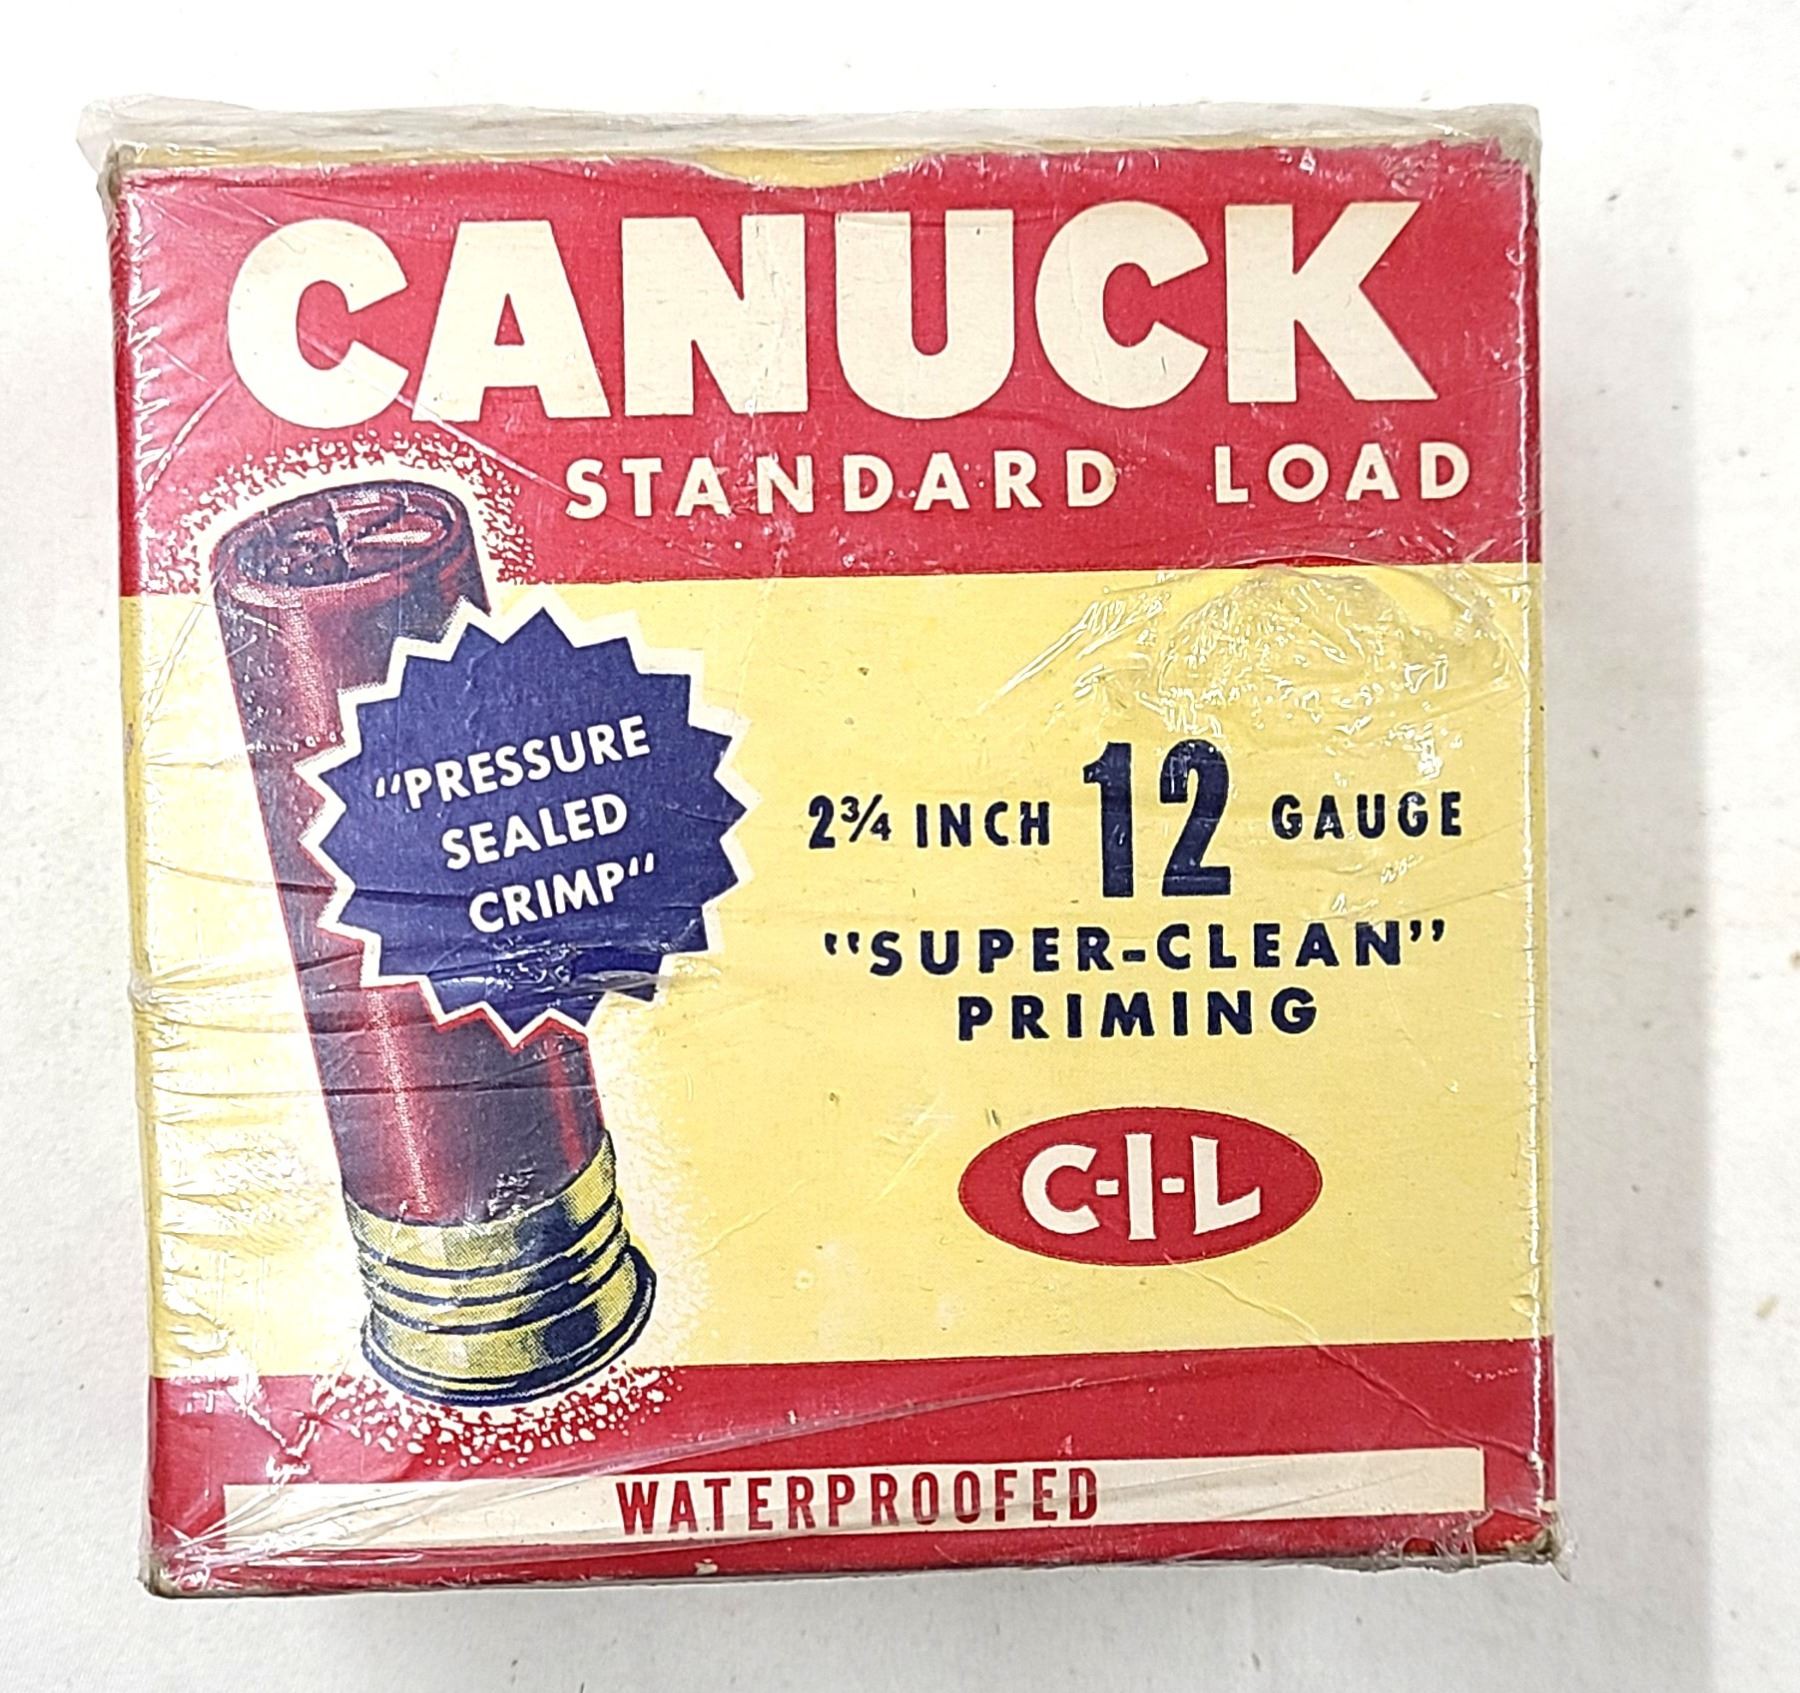 CANUCK
STANDARD LOAD
"PRESSURE
SEALED
CRIMP"
2¾ INCH 12 GAUGE
"SUPER-CLEAN"
PRIMING
C-I-L
WATERPROOFED